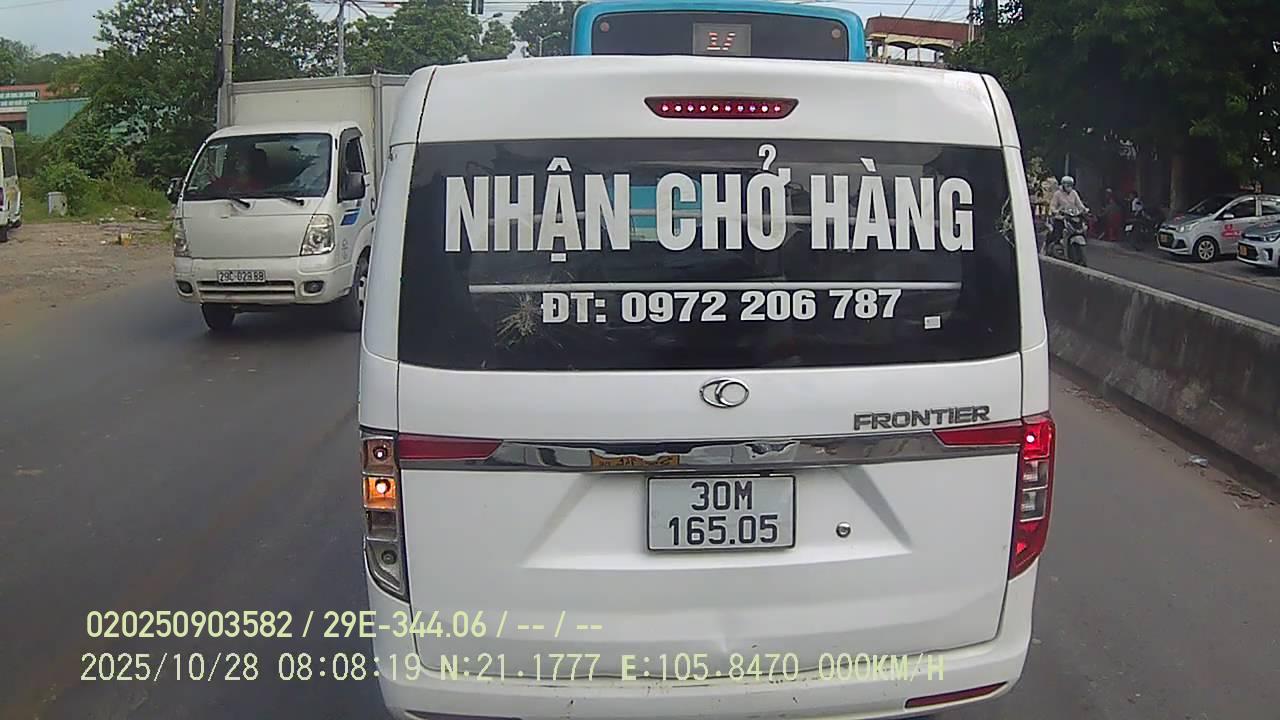 NHẬN CHỞ HÀNG
ĐT: 0972 206 787
FRONTIER
30M
165.05
29C-029.88
020250903582 / 29E-344.06 / -- / --
2025/10/28 08:08:19 N:21.1777 E:105.8470 000KM/H